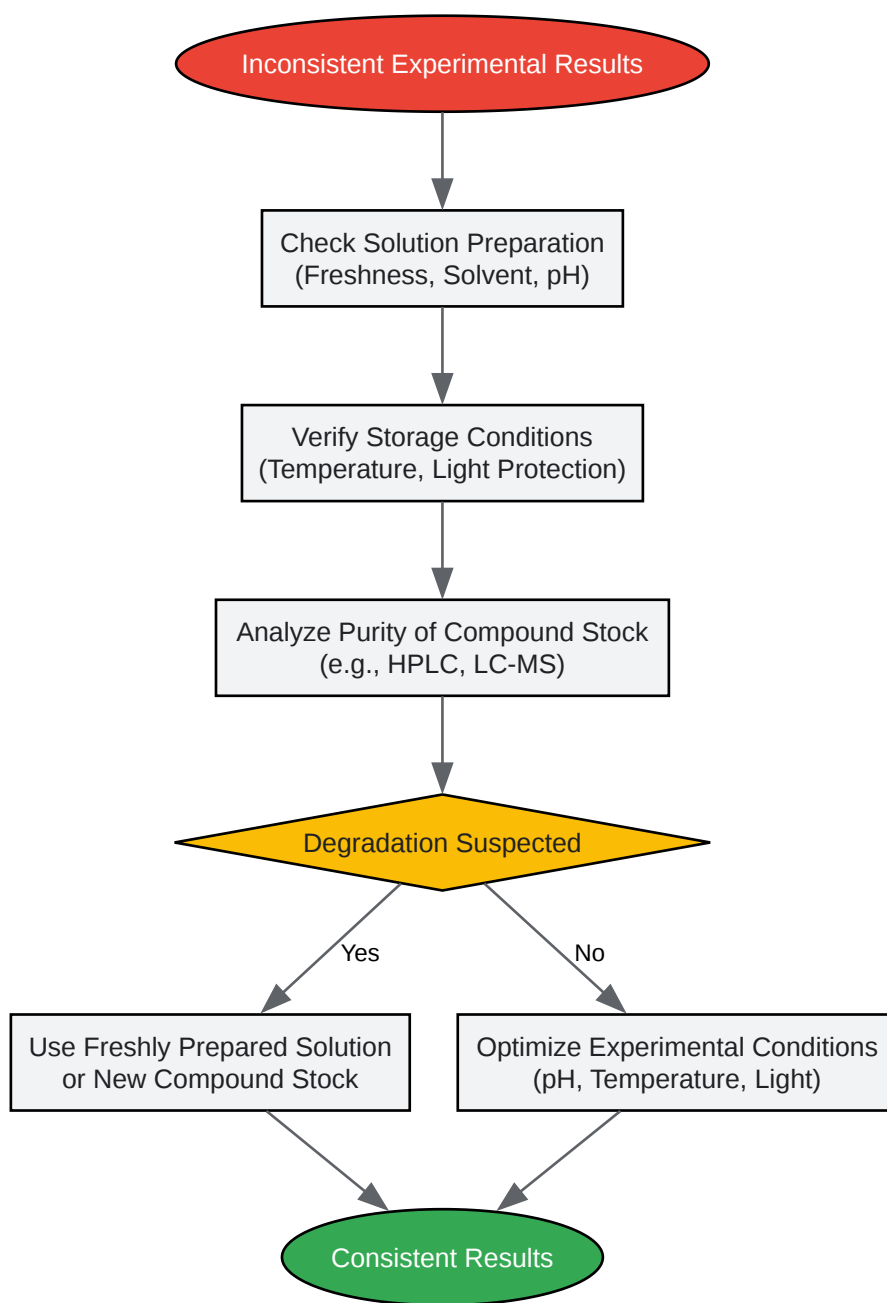 Inconsistent Experimental Results
Check Solution Preparation
(Freshness, Solvent, pH)
Verify Storage Conditions
(Temperature, Light Protection)
Analyze Purity of Compound Stock
(e.g., HPLC, LC-MS)
Degradation Suspected
Yes
No
Use Freshly Prepared Solution
or New Compound Stock
Optimize Experimental Conditions
(pH, Temperature, Light)
Consistent Results